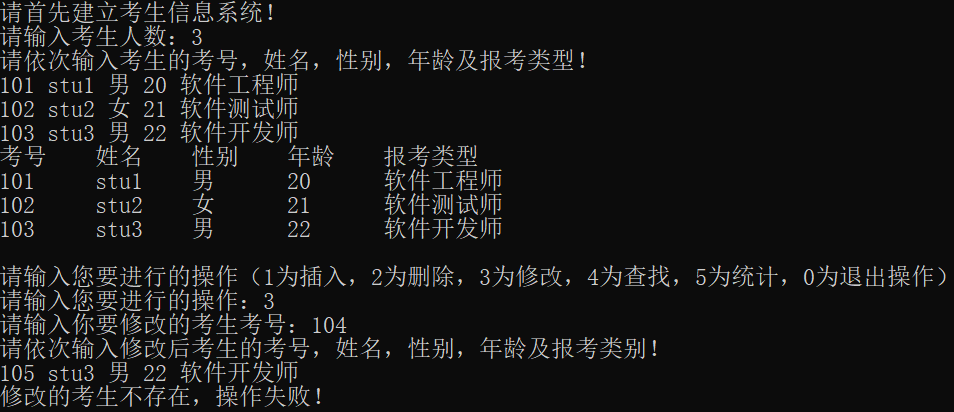 请首先建立考生信息系统！
请输入考生人数：3
请依次输入考生的考号，姓名，性别，年龄及报考类型！
101 stu1 男 20 软件工程师
102 stu2 女 21 软件测试师
103 stu3 男 22 软件开发师
考号 姓名 性别 年龄 报考类型
101 stu1 男 20 软件工程师
102 stu2 女 21 软件测试师
103 stu3 男 22 软件开发师
请输入您要进行的操作（1为插入，2为删除，3为修改，4为查找，5为统计，0为退出操作）
请输入您要进行的操作：3
请输入你要修改的考生考号：104
请依次输入修改后考生的考号，姓名，性别，年龄及报考类别！
105 stu3 男 22 软件开发师
修改的考生不存在，操作失败！